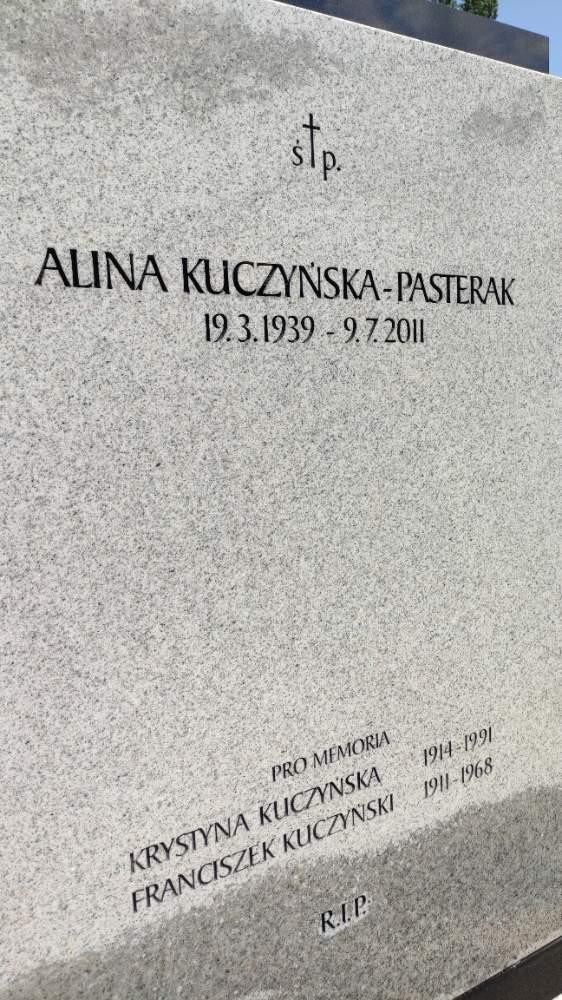 ś†p.
ALINA KUCZYŃSKA-PASTERAK
19.3.1939 - 9.7.2011
PRO MEMORIA
KRYSTYNA KUCZYŃSKA 1914-1991
FRANCISZEK KUCZYŃSKI 1911-1968
R.I.P.